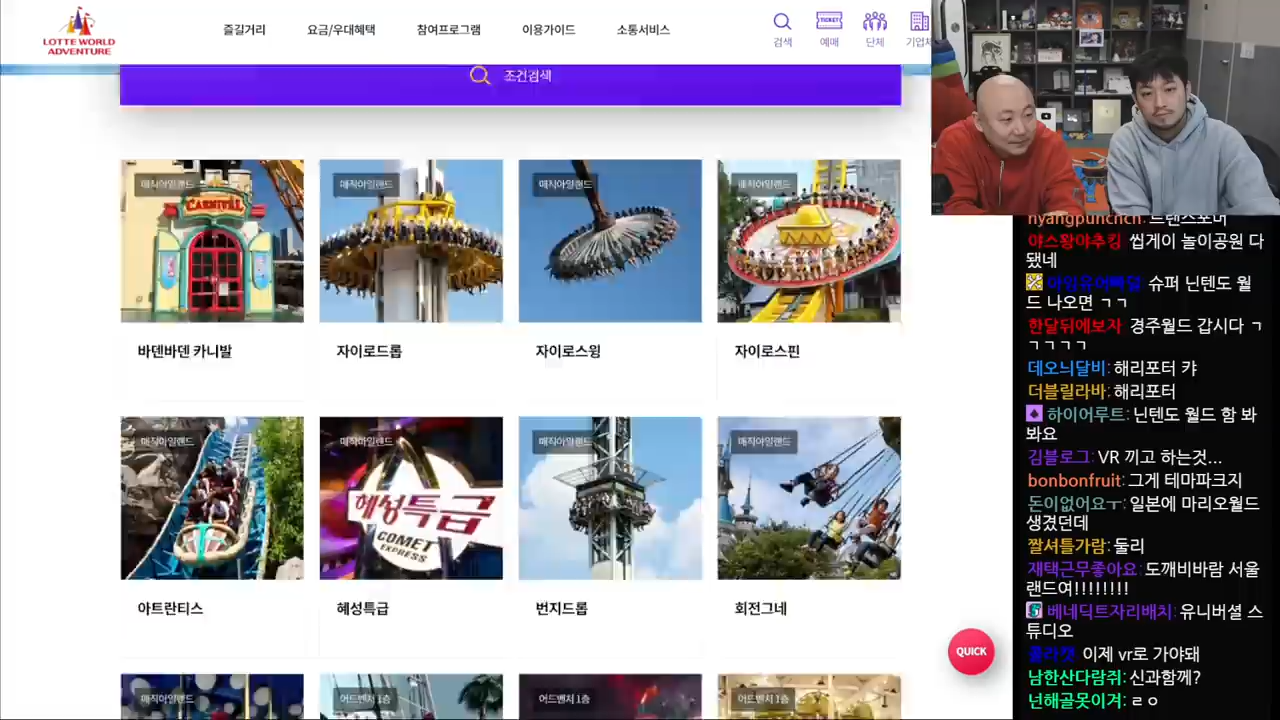 LOTTE WORLD
ADVENTURE
즐길거리
요금/우대혜택
참여프로그램
이용가이드
소통서비스
TICKET
검색
예매
단체
조건검색
매직아일랜드
매직아일랜드
매직아일랜드
매직아일랜드
CARNIVAL
바덴바덴 카니발
자이로드롭
자이로스윙
자이로스핀
매직아일랜드
매직아일랜드
매직아일랜드
매직아일랜드
혜성특급
COMET
EXPRESS
아트란티스
혜성특급
번지드롭
회전그네
매직아일랜드
어드벤처 1층
어드벤처 1층
어드벤처 1층
QUICK
nyangpunchch: 트랜스포머
야스황야추킹: 씹게이 놀이공원 다
됐네
슈퍼 닌텐도 월
드 나오면 ㄱㄱ
한달뒤에보자: 경주월드 갑시다 ㄱ
ㄱㄱㄱㄱ
데오늬달비: 해리포터 캬
더블릴라바: 해리포터
하이어루트: 닌텐도 월드 함 봐
봐요
김블로그: VR 끼고 하는것...
bonbonfruit: 그게 테마파크지
돈이없어요ㅜ: 일본에 마리오월드
생겼던데
짤셔틀가람: 둘리
재택근무좋아요: 도깨비바람 서울
랜드여!!!!!!!!
베네딕트자리배치: 유니버셜 스
튜디오
콜라캣: 이제 vr로 가야돼
남한산다람쥐: 신과함께?
넌해골못이겨: ㄹㅇ